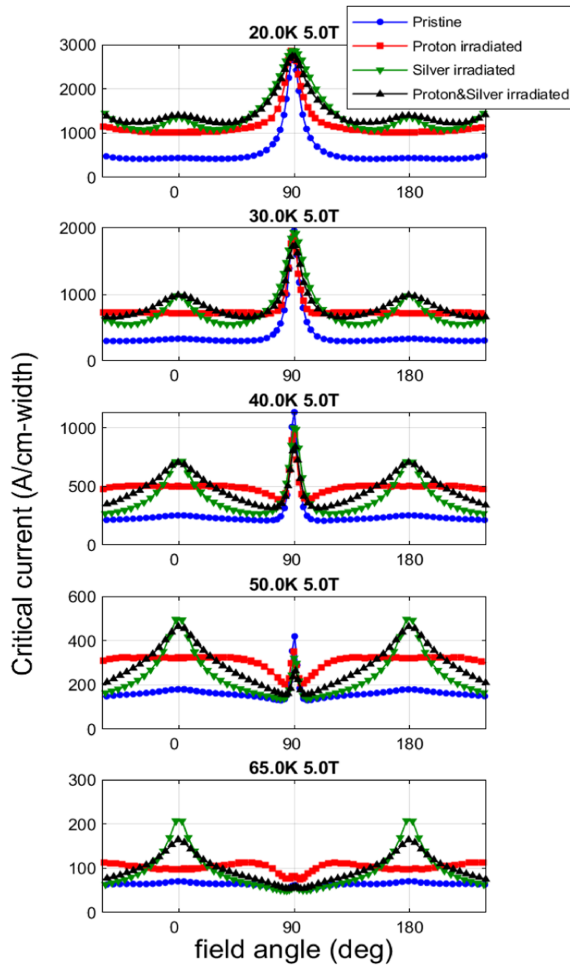 20.0K 5.0T
Pristine
Proton irradiated
Silver irradiated
Proton&Silver irradiated
3000
2000
1000
0
0 90 180
30.0K 5.0T
2000
1000
0
0 90 180
40.0K 5.0T
1000
500
0
0 90 180
50.0K 5.0T
600
400
200
0
0 90 180
65.0K 5.0T
300
200
100
0
0 90 180
Critical current (A/cm-width)
field angle (deg)